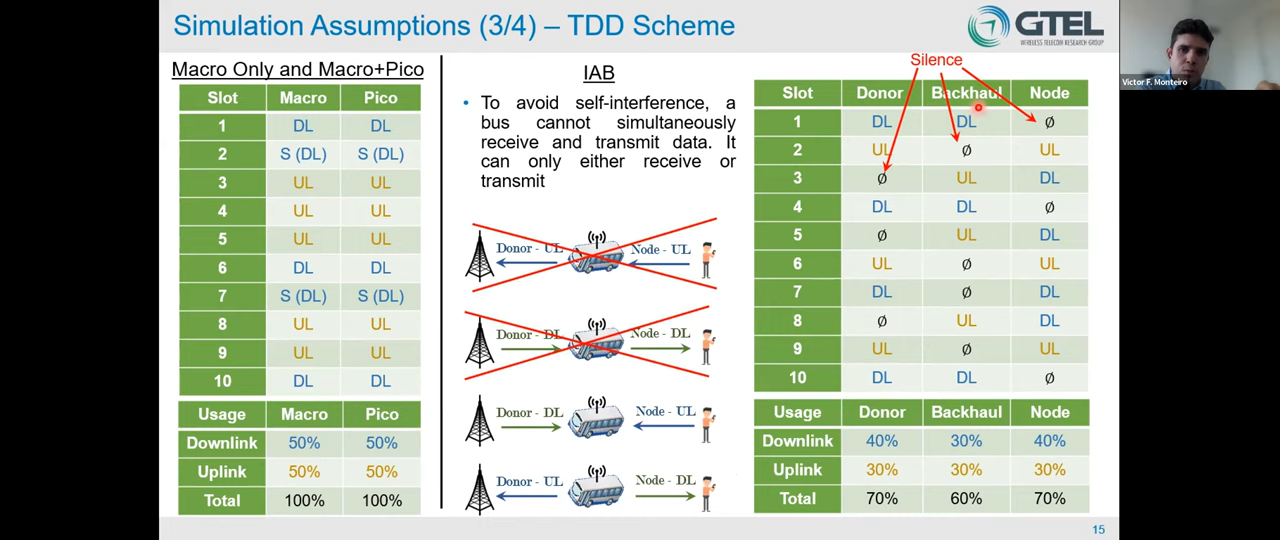 Simulation Assumptions (3/4) – TDD Scheme
GTEL
WIRELESS TELECOM RESEARCH GROUP
Victor F. Monteiro
Macro Only and Macro+Pico
Slot Macro Pico
1 DL DL
2 S (DL) S (DL)
3 UL UL
4 UL UL
5 UL UL
6 DL DL
7 S (DL) S (DL)
8 UL UL
9 UL UL
10 DL DL
Usage Macro Pico
Downlink 50% 50%
Uplink 50% 50%
Total 100% 100%
IAB
• To avoid self-interference, a
bus cannot simultaneously
receive and transmit data. It
can only either receive or
transmit
Donor - UL Node - UL
Donor - DL Node - DL
Donor - DL Node - UL
Donor - UL Node - DL
Silence
Slot Donor Backhaul Node
1 DL DL Ø
2 UL Ø UL
3 Ø UL DL
4 DL DL Ø
5 Ø UL DL
6 UL Ø UL
7 DL Ø DL
8 Ø UL DL
9 UL Ø UL
10 DL DL Ø
Usage Donor Backhaul Node
Downlink 40% 30% 40%
Uplink 30% 30% 30%
Total 70% 60% 70%
15